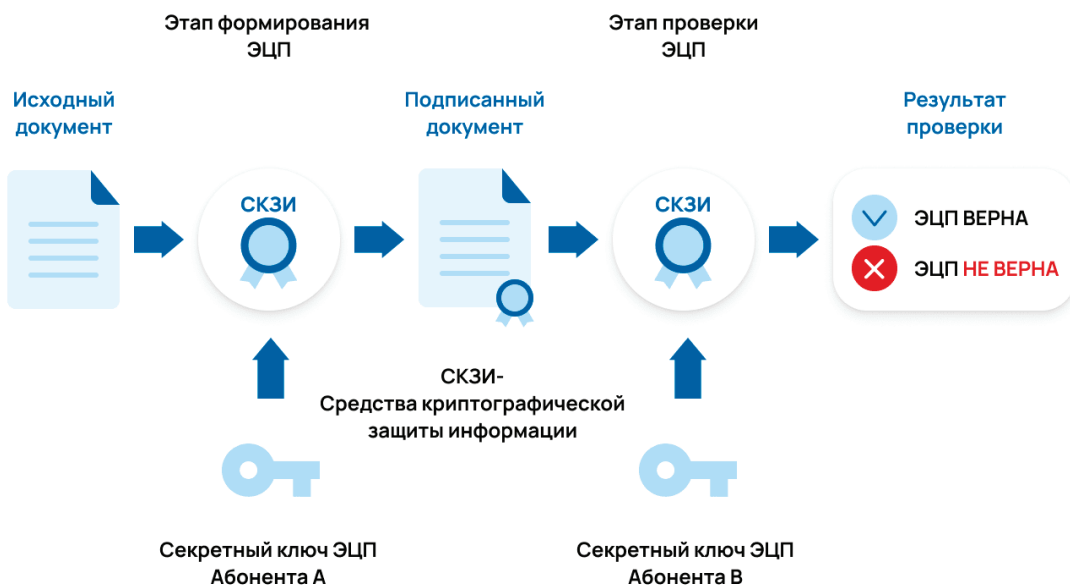 Этап формирования
ЭЦП
Этап проверки
ЭЦП
Исходный
документ
Подписанный
документ
Результат
проверки
СКЗИ
СКЗИ
ЭЦП ВЕРНА
ЭЦП НЕ ВЕРНА
СКЗИ-
Средства криптографической
защиты информации
Секретный ключ ЭЦП
Абонента А
Секретный ключ ЭЦП
Абонента В